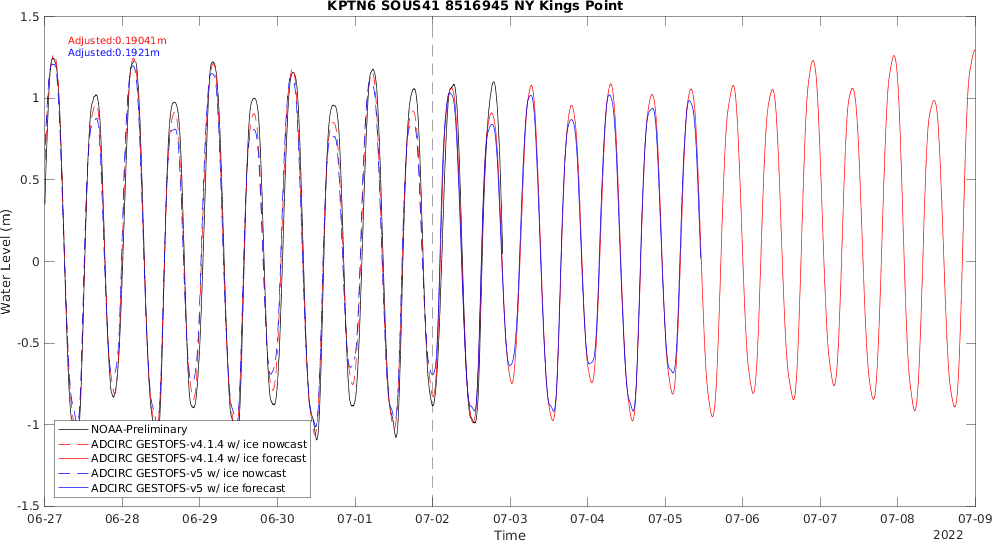 KPTN6 SOUS41 8516945 NY Kings Point
Adjusted:0.19041m
Adjusted:0.1921m
1.5
1
0.5
0
-0.5
-1
-1.5
Water Level (m)
NOAA-Preliminary
ADCIRC GESTOFS-v4.1.4 w/ ice nowcast
ADCIRC GESTOFS-v4.1.4 w/ ice forecast
ADCIRC GESTOFS-v5 w/ ice nowcast
ADCIRC GESTOFS-v5 w/ ice forecast
06-27 06-28 06-29 06-30 07-01 07-02 07-03 07-04 07-05 07-06 07-07 07-08 07-09
Time
2022